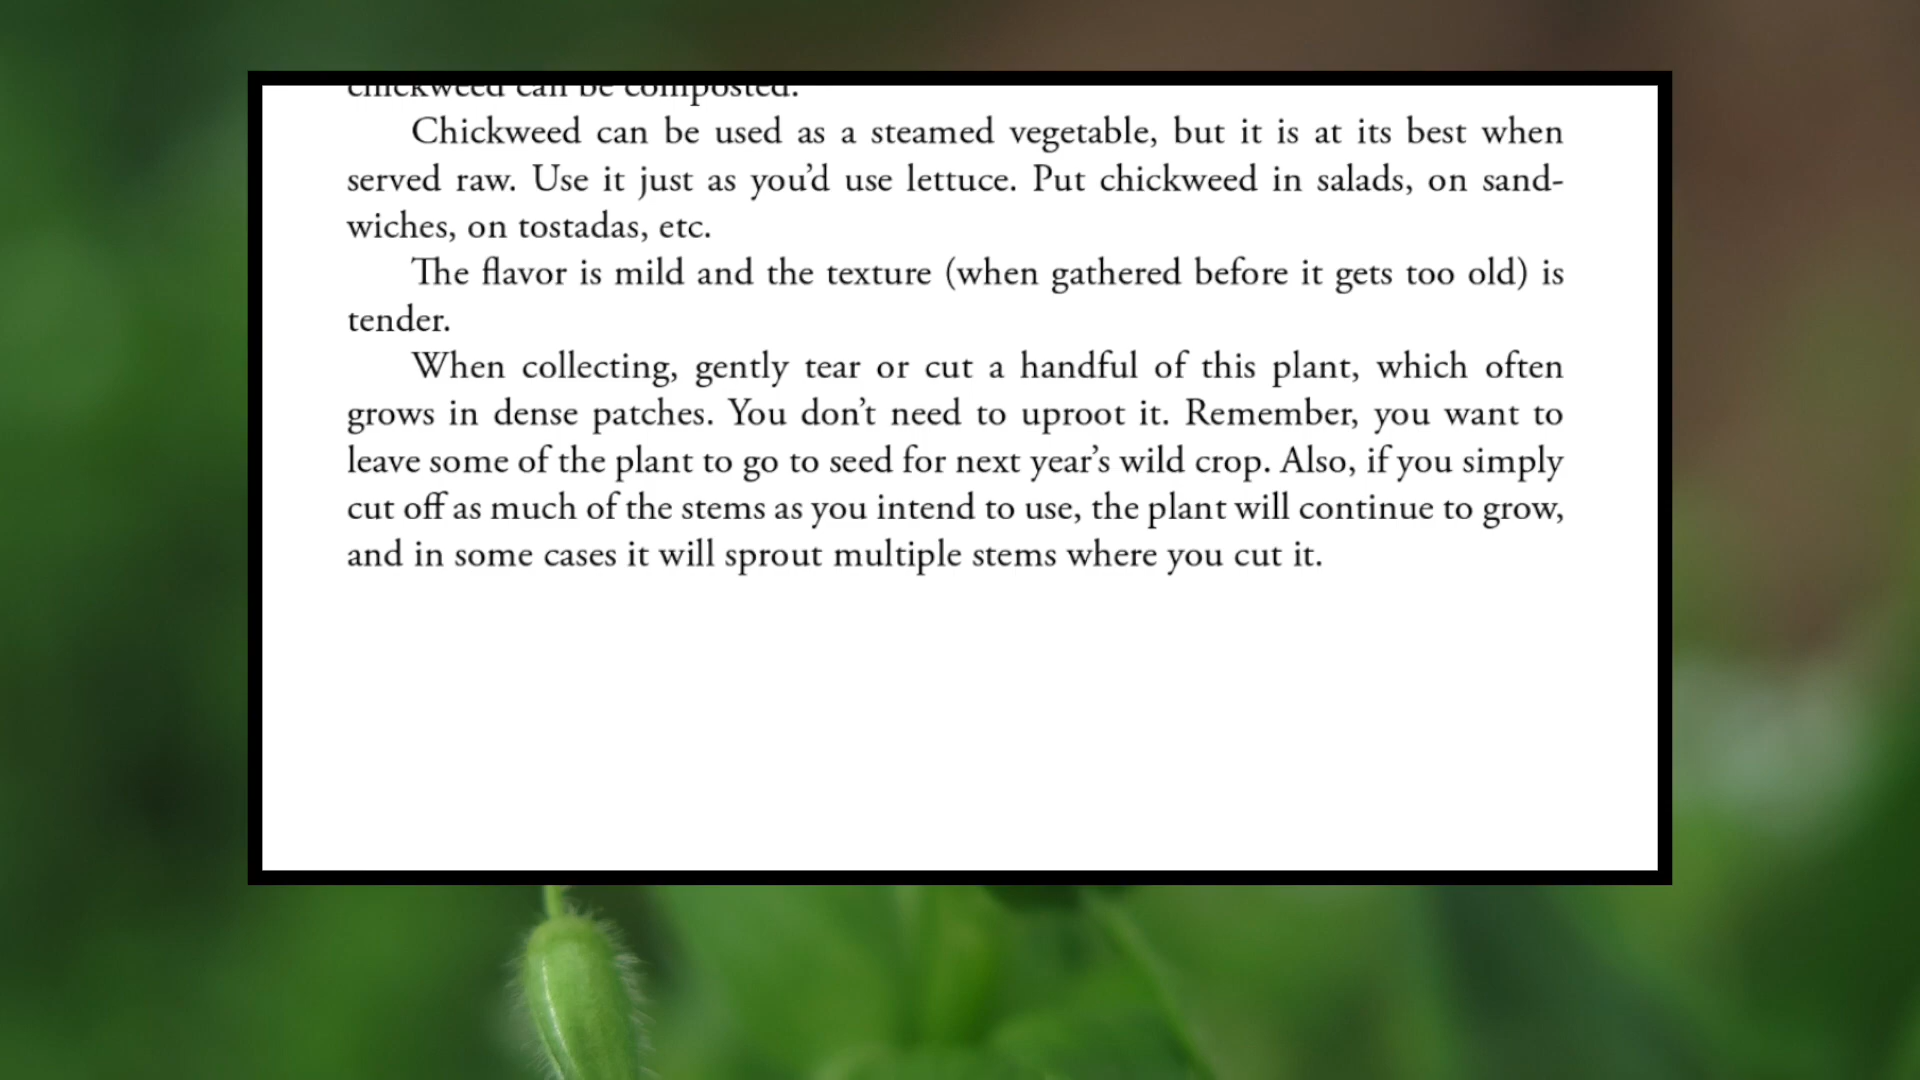 chickweed can be composted.
Chickweed can be used as a steamed vegetable, but it is at its best when
served raw. Use it just as you’d use lettuce. Put chickweed in salads, on sand-
wiches, on tostadas, etc.
The flavor is mild and the texture (when gathered before it gets too old) is
tender.
When collecting, gently tear or cut a handful of this plant, which often
grows in dense patches. You don’t need to uproot it. Remember, you want to
leave some of the plant to go to seed for next year’s wild crop. Also, if you simply
cut off as much of the stems as you intend to use, the plant will continue to grow,
and in some cases it will sprout multiple stems where you cut it.